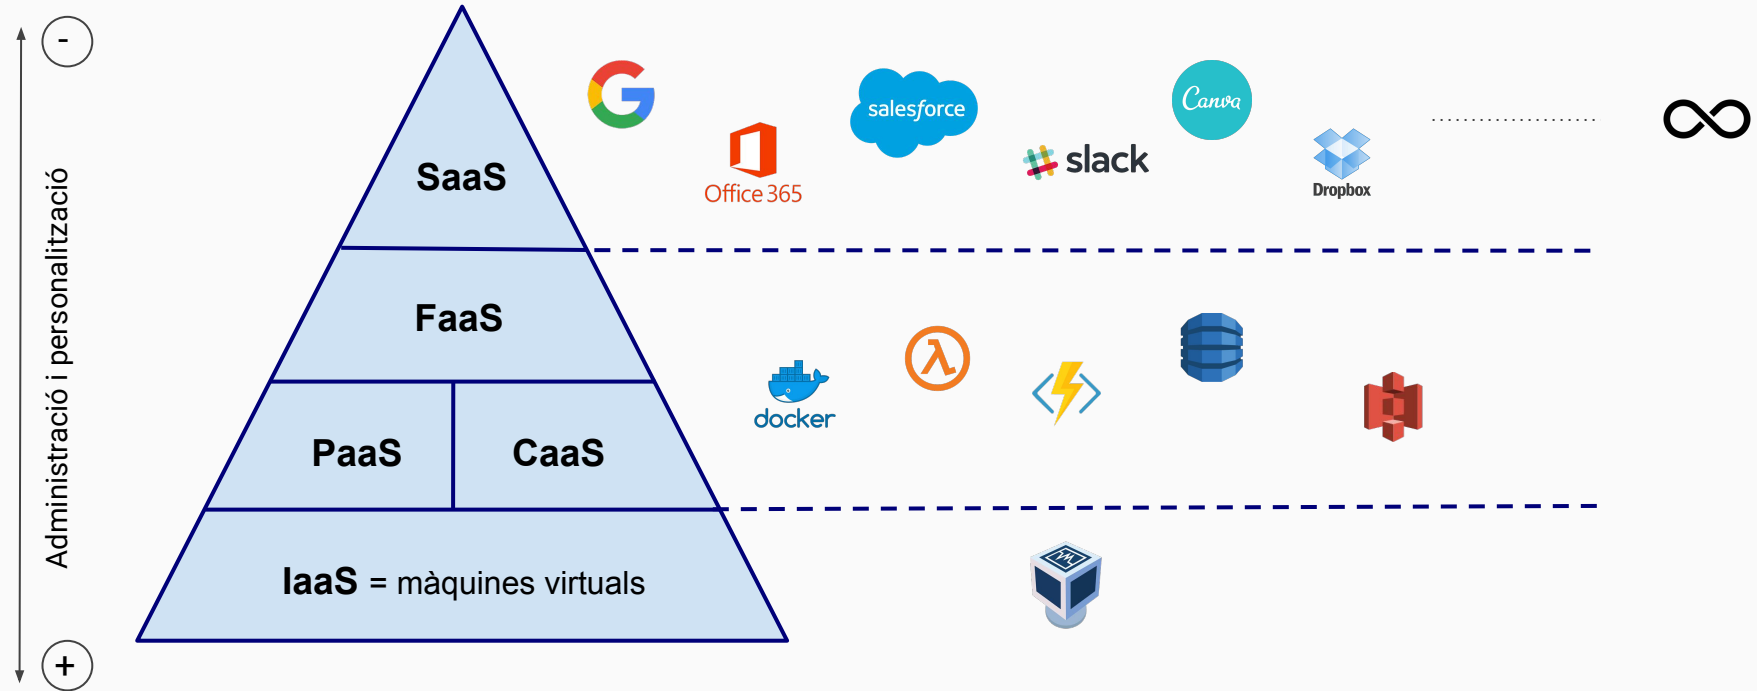 -
Administració i personalització
+
SaaS
FaaS
PaaS
CaaS
IaaS = màquines virtuals
Office 365
salesforce
slack
Canva
Dropbox
docker